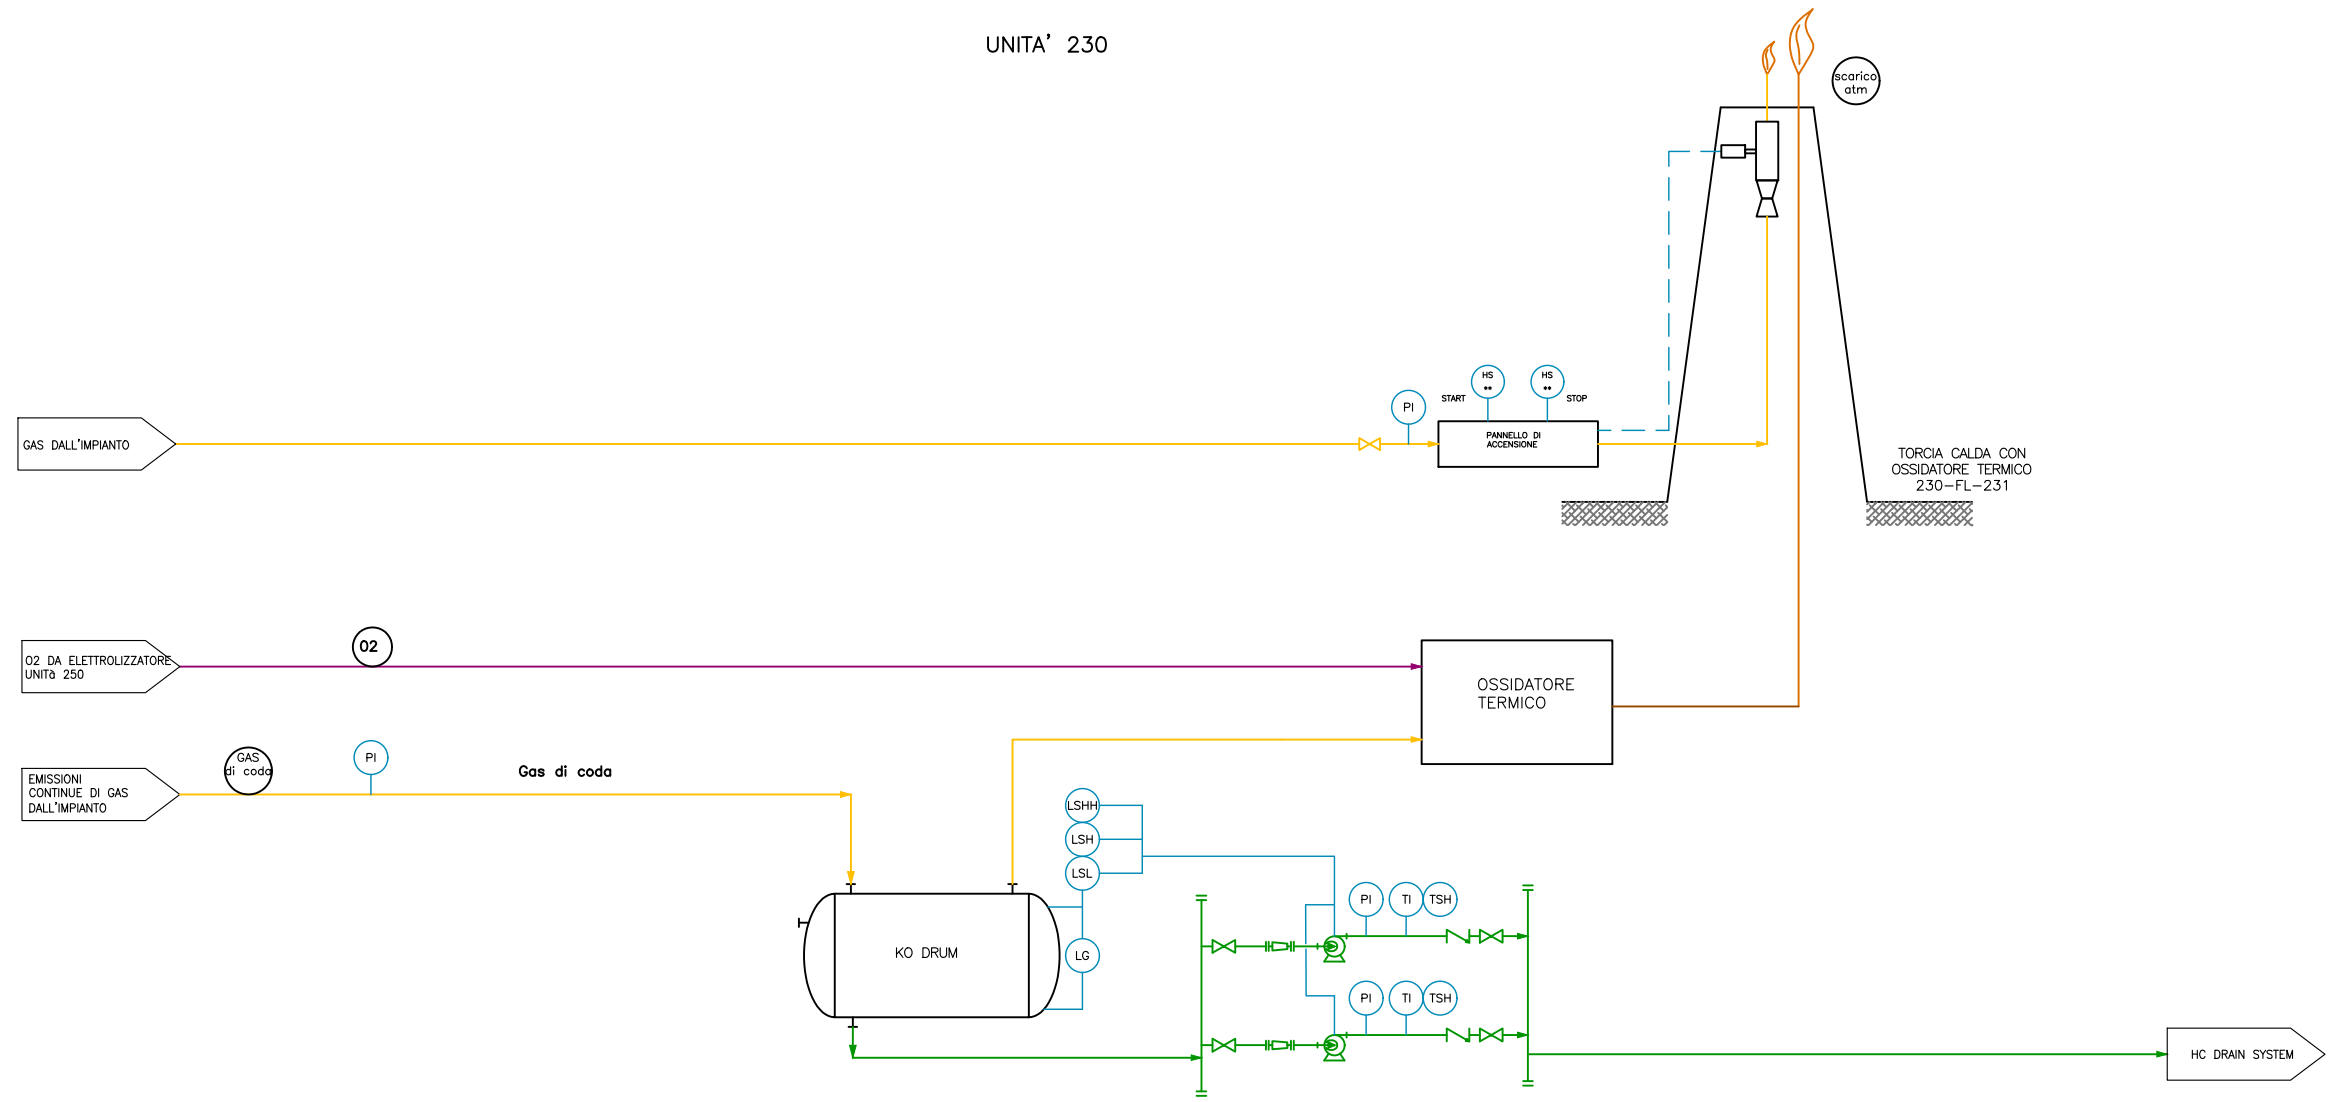 UNITA' 230
scarico
atm
HS
**
HS
**
START
STOP
PI
PANNELLO DI
ACCENSIONE
GAS DALL'IMPIANTO
TORCIA CALDA CON
OSSIDATORE TERMICO
230-FL-231
O2
O2 DA ELETTROLIZZATORE
UNITà 250
OSSIDATORE
TERMICO
GAS
di coda
PI
Gas di coda
EMISSIONI
CONTINUE DI GAS
DALL'IMPIANTO
LSHH
LSH
LSL
PI
TI
TSH
KO DRUM
LG
PI
TI
TSH
HC DRAIN SYSTEM